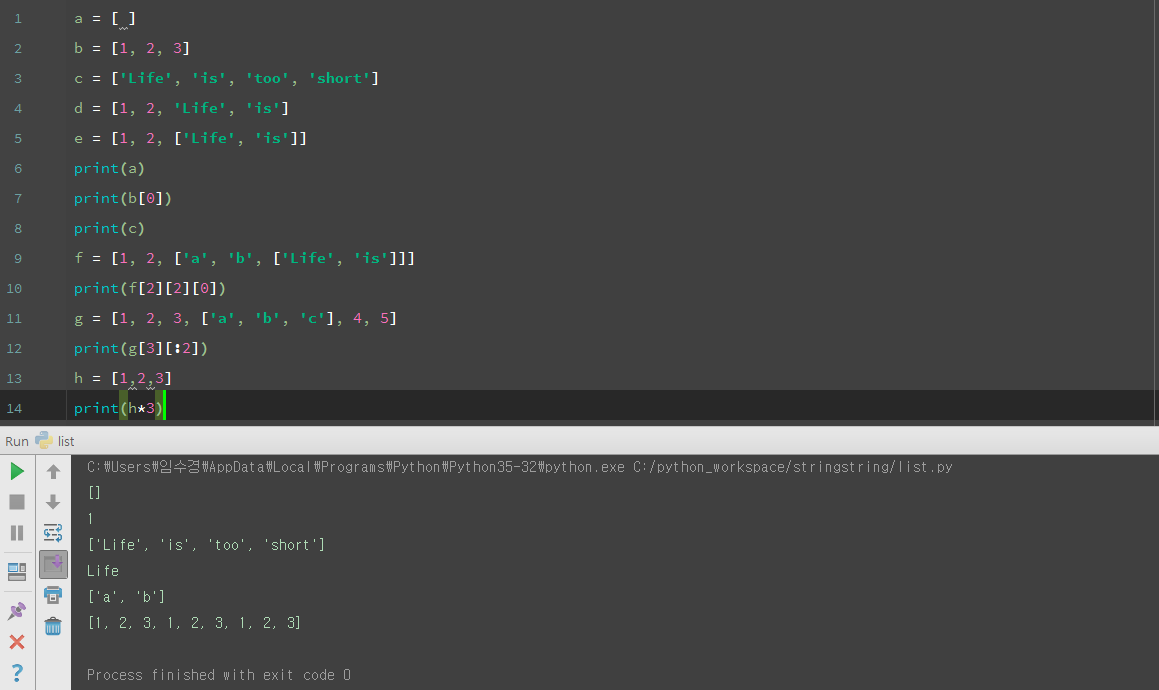 1 a = [ ]
2 b = [1, 2, 3]
3 c = ['Life', 'is', 'too', 'short']
4 d = [1, 2, 'Life', 'is']
5 e = [1, 2, ['Life', 'is']]
6 print(a)
7 print(b[0])
8 print(c)
9 f = [1, 2, ['a', 'b', ['Life', 'is']]]
10 print(f[2][2][0])
11 g = [1, 2, 3, ['a', 'b', 'c'], 4, 5]
12 print(g[3][:2])
13 h = [1,2,3]
14 print(h*3)
Run list
C:₩Users₩임수경₩AppData₩Local₩Programs₩Python₩Python35-32₩python.exe C:/python_workspace/stringstring/list.py
[]
1
['Life', 'is', 'too', 'short']
Life
['a', 'b']
[1, 2, 3, 1, 2, 3, 1, 2, 3]
Process finished with exit code 0